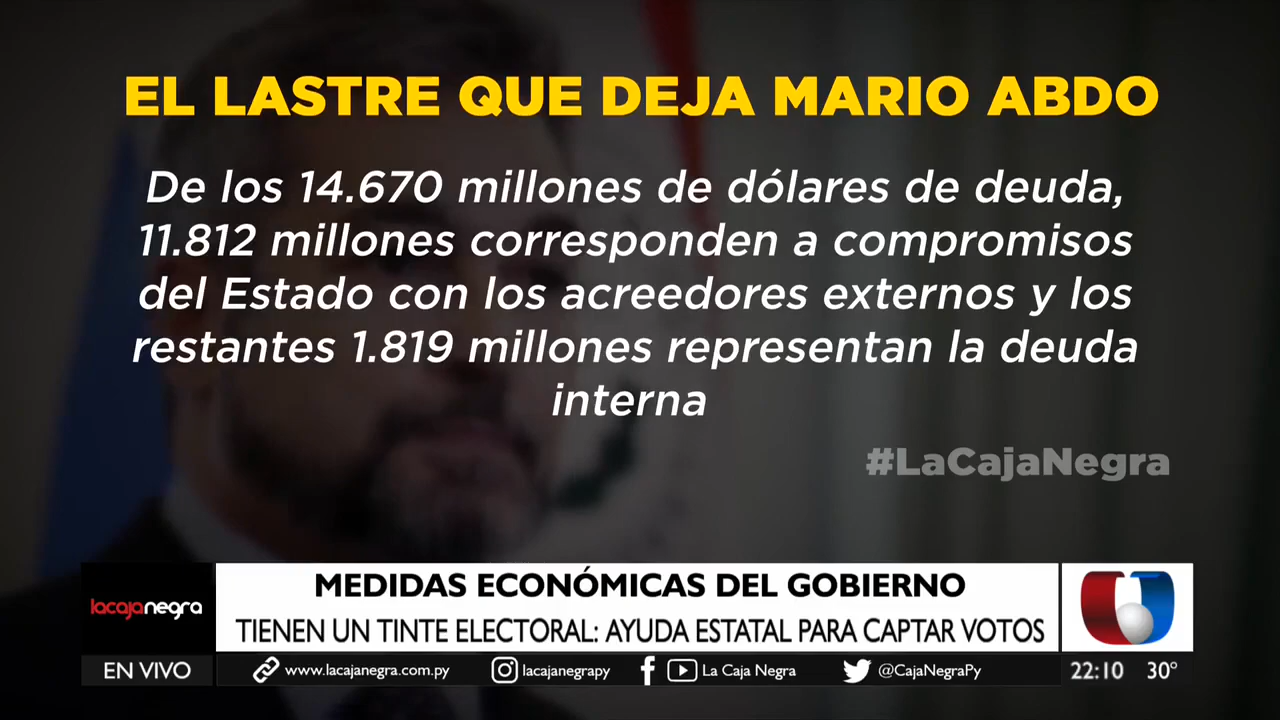 EL LASTRE QUE DEJA MARIO ABDO
De los 14.670 millones de dólares de deuda,
11.812 millones corresponden a compromisos
del Estado con los acreedores externos y los
restantes 1.819 millones representan la deuda
interna
#LaCajaNegra
lacajanegra
MEDIDAS ECONÓMICAS DEL GOBIERNO
TIENEN UN TINTE ELECTORAL: AYUDA ESTATAL PARA CAPTAR VOTOS
EN VIVO www.lacajanegra.com.py lacajanegrapy La Caja Negra @CajaNegraPy 22:10 30°